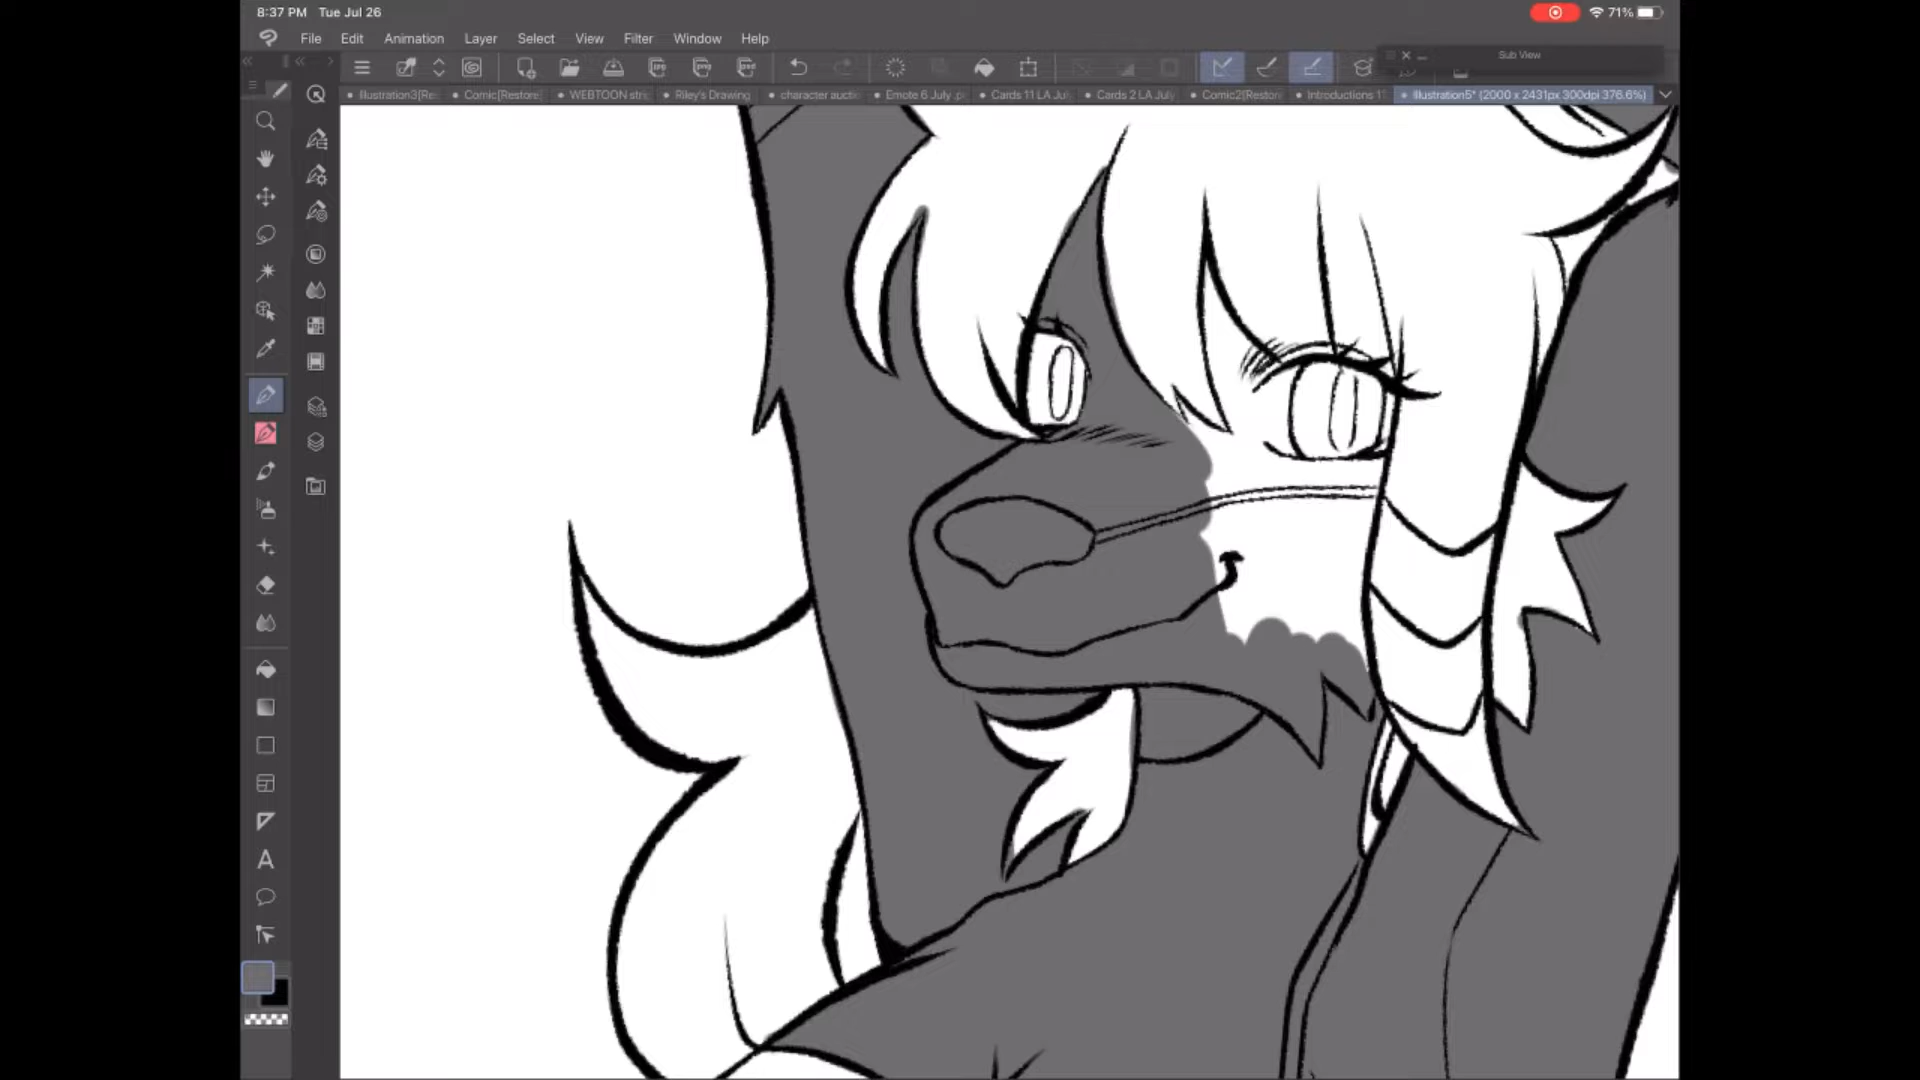 8:37 PM Tue Jul 26 71%
File Edit Animation Layer Select View Filter Window Help
Sub View
Illustration3[Re Comic[Restore] WEBTOON stri Riley's Drawing character aucti Emote 6 July .p Cards 11 LA Jul Cards 2 LA July Comic2[Restor Introductions 1 Illustration5* (2000 x 2431px 300dpi 376.6%)